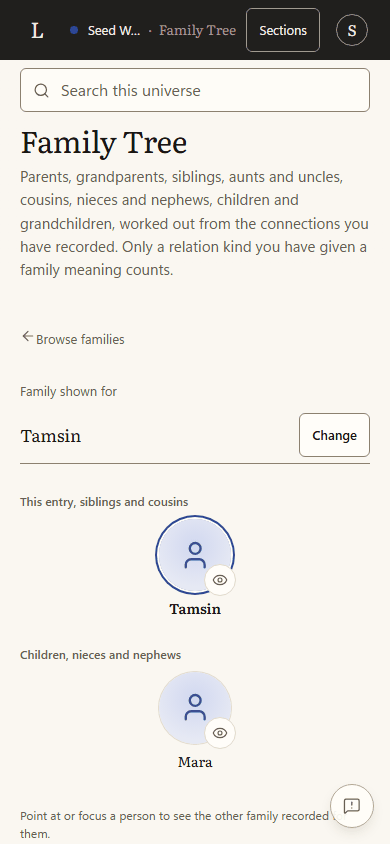 L
Seed W... · Family Tree
Sections
S
Search this universe
Family Tree
Parents, grandparents, siblings, aunts and uncles,
cousins, nieces and nephews, children and
grandchildren, worked out from the connections you
have recorded. Only a relation kind you have given a
family meaning counts.
Browse families
Family shown for
Tamsin
Change
This entry, siblings and cousins
Tamsin
Children, nieces and nephews
Mara
Point at or focus a person to see the other family recorded
them.